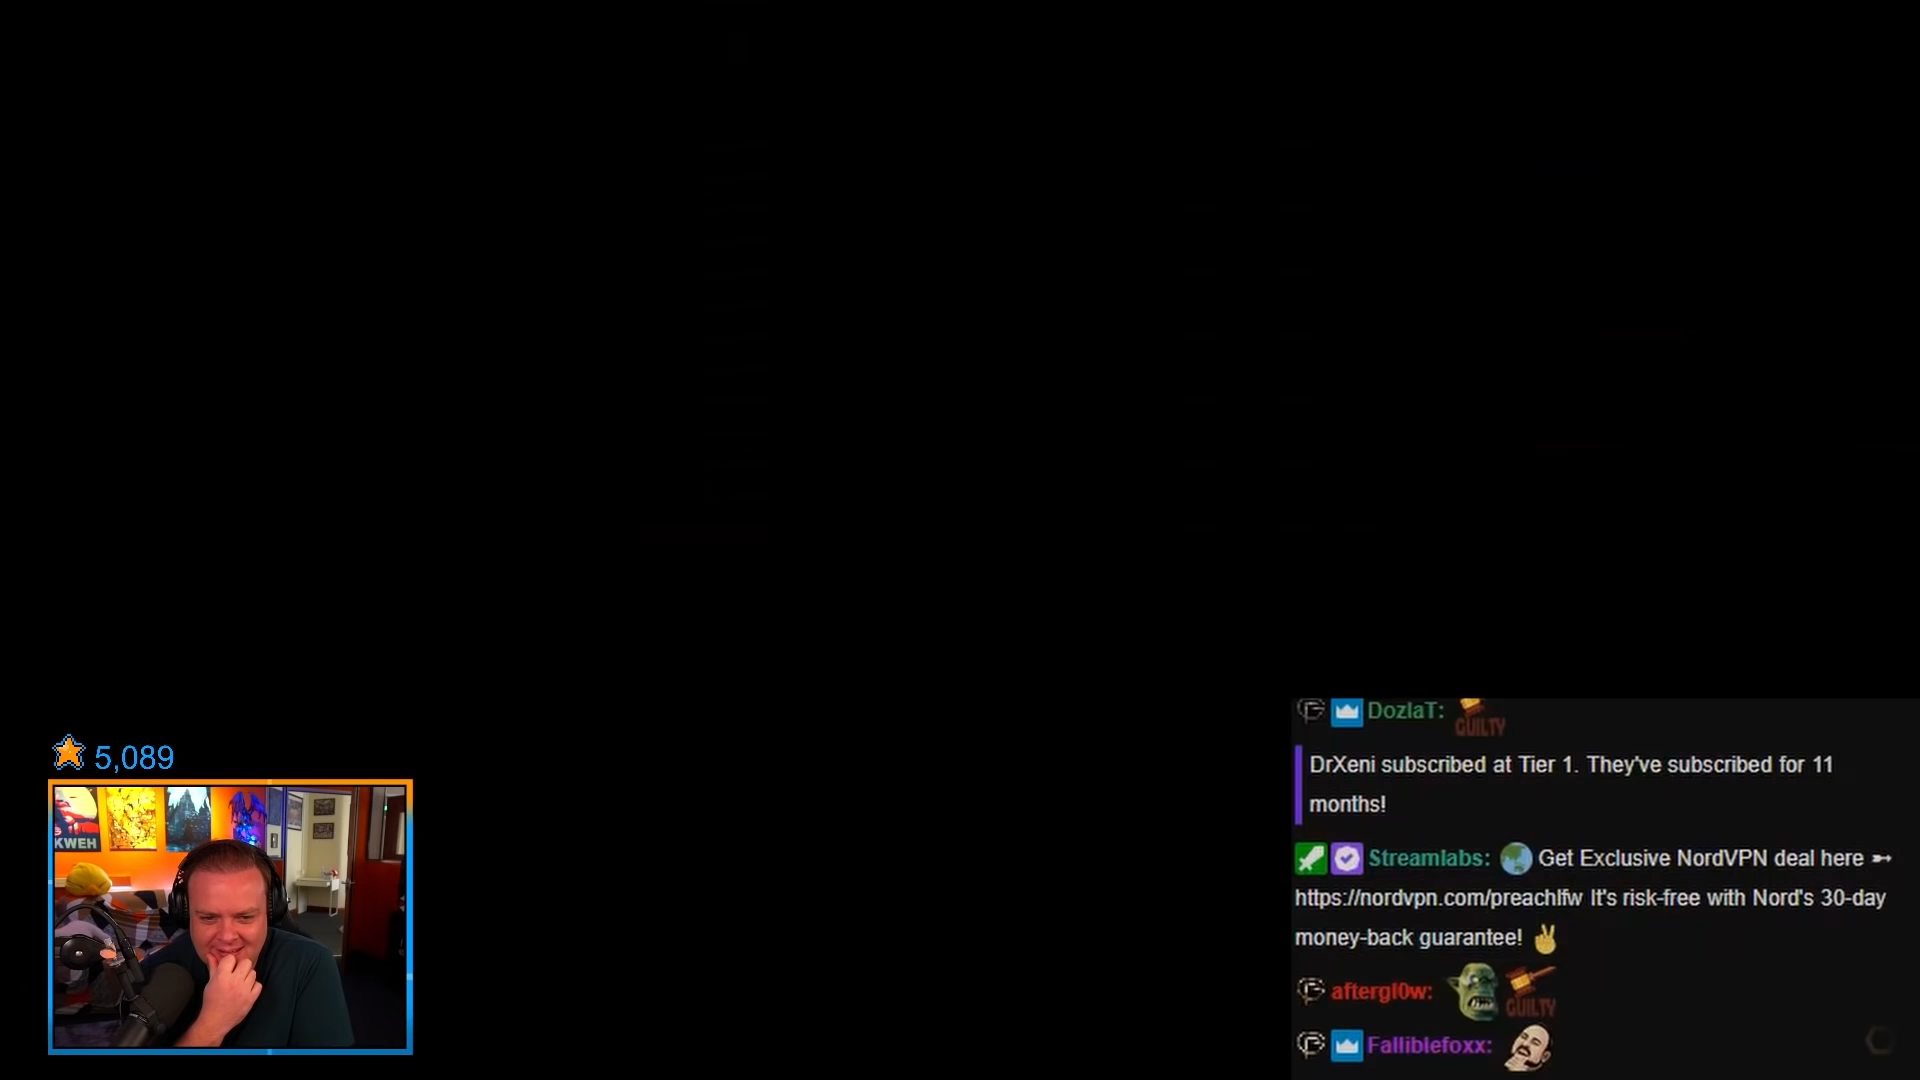 DozlaT:
GUILTY
DrXeni subscribed at Tier 1. They've subscribed for 11
months!
Streamlabs: Get Exclusive NordVPN deal here ➵
https://nordvpn.com/preachlfw It's risk-free with Nord's 30-day
money-back guarantee! ✌
aftergl0w: GUILTY
Falliblefoxx:
5,089
KWEH